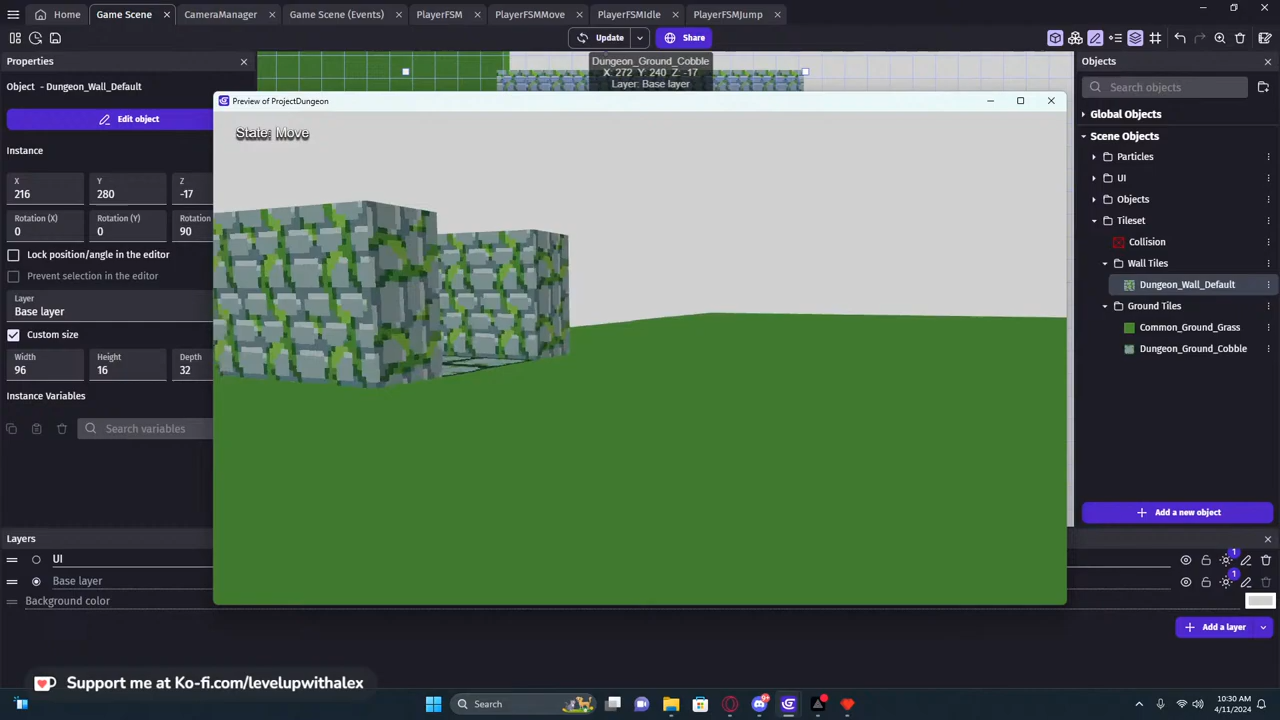 Home
Game Scene
CameraManager
Game Scene (Events)
PlayerFSM
PlayerFSMMove
PlayerFSMIdle
PlayerFSMJump
Update
Share
Properties
Dungeon_Ground_Cobble
X: 272 Y: 240 Z: -17
Layer: Base layer
Objects
Object - Dungeon_Wall_Default
Search objects
Preview of ProjectDungeon
Edit object
Global Objects
State: Move
Scene Objects
Instance
Particles
X
Y
Z
216
280
-17
UI
Objects
Rotation (X)
Rotation (Y)
Rotation
0
0
90
Tileset
Collision
Lock position/angle in the editor
Wall Tiles
Prevent selection in the editor
Dungeon_Wall_Default
Layer
Base layer
Ground Tiles
Custom size
Common_Ground_Grass
Width
Height
Depth
96
16
32
Dungeon_Ground_Cobble
Instance Variables
Search variables
Add a new object
Layers
UI
1
Base layer
1
Background color
Add a layer
Support me at Ko-fi.com/levelupwithalex
Search
10:30 AM
4/11/2024